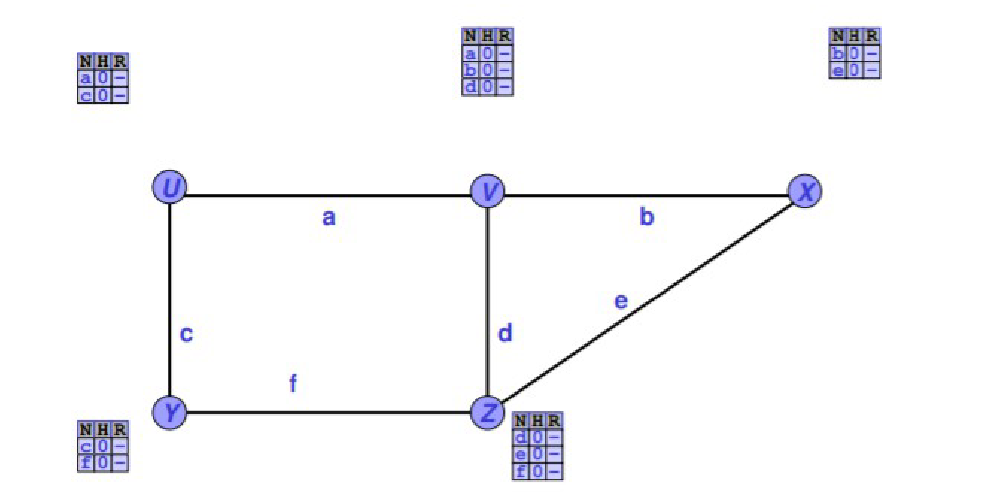 N H R
a 0 -
b 0 -
d 0 -
N H R
b 0 -
e 0 -
N H R
a 0 -
c 0 -
U
V
X
a
b
e
c
d
f
Y
Z
N H R
d 0 -
e 0 -
f 0 -
N H R
c 0 -
f 0 -